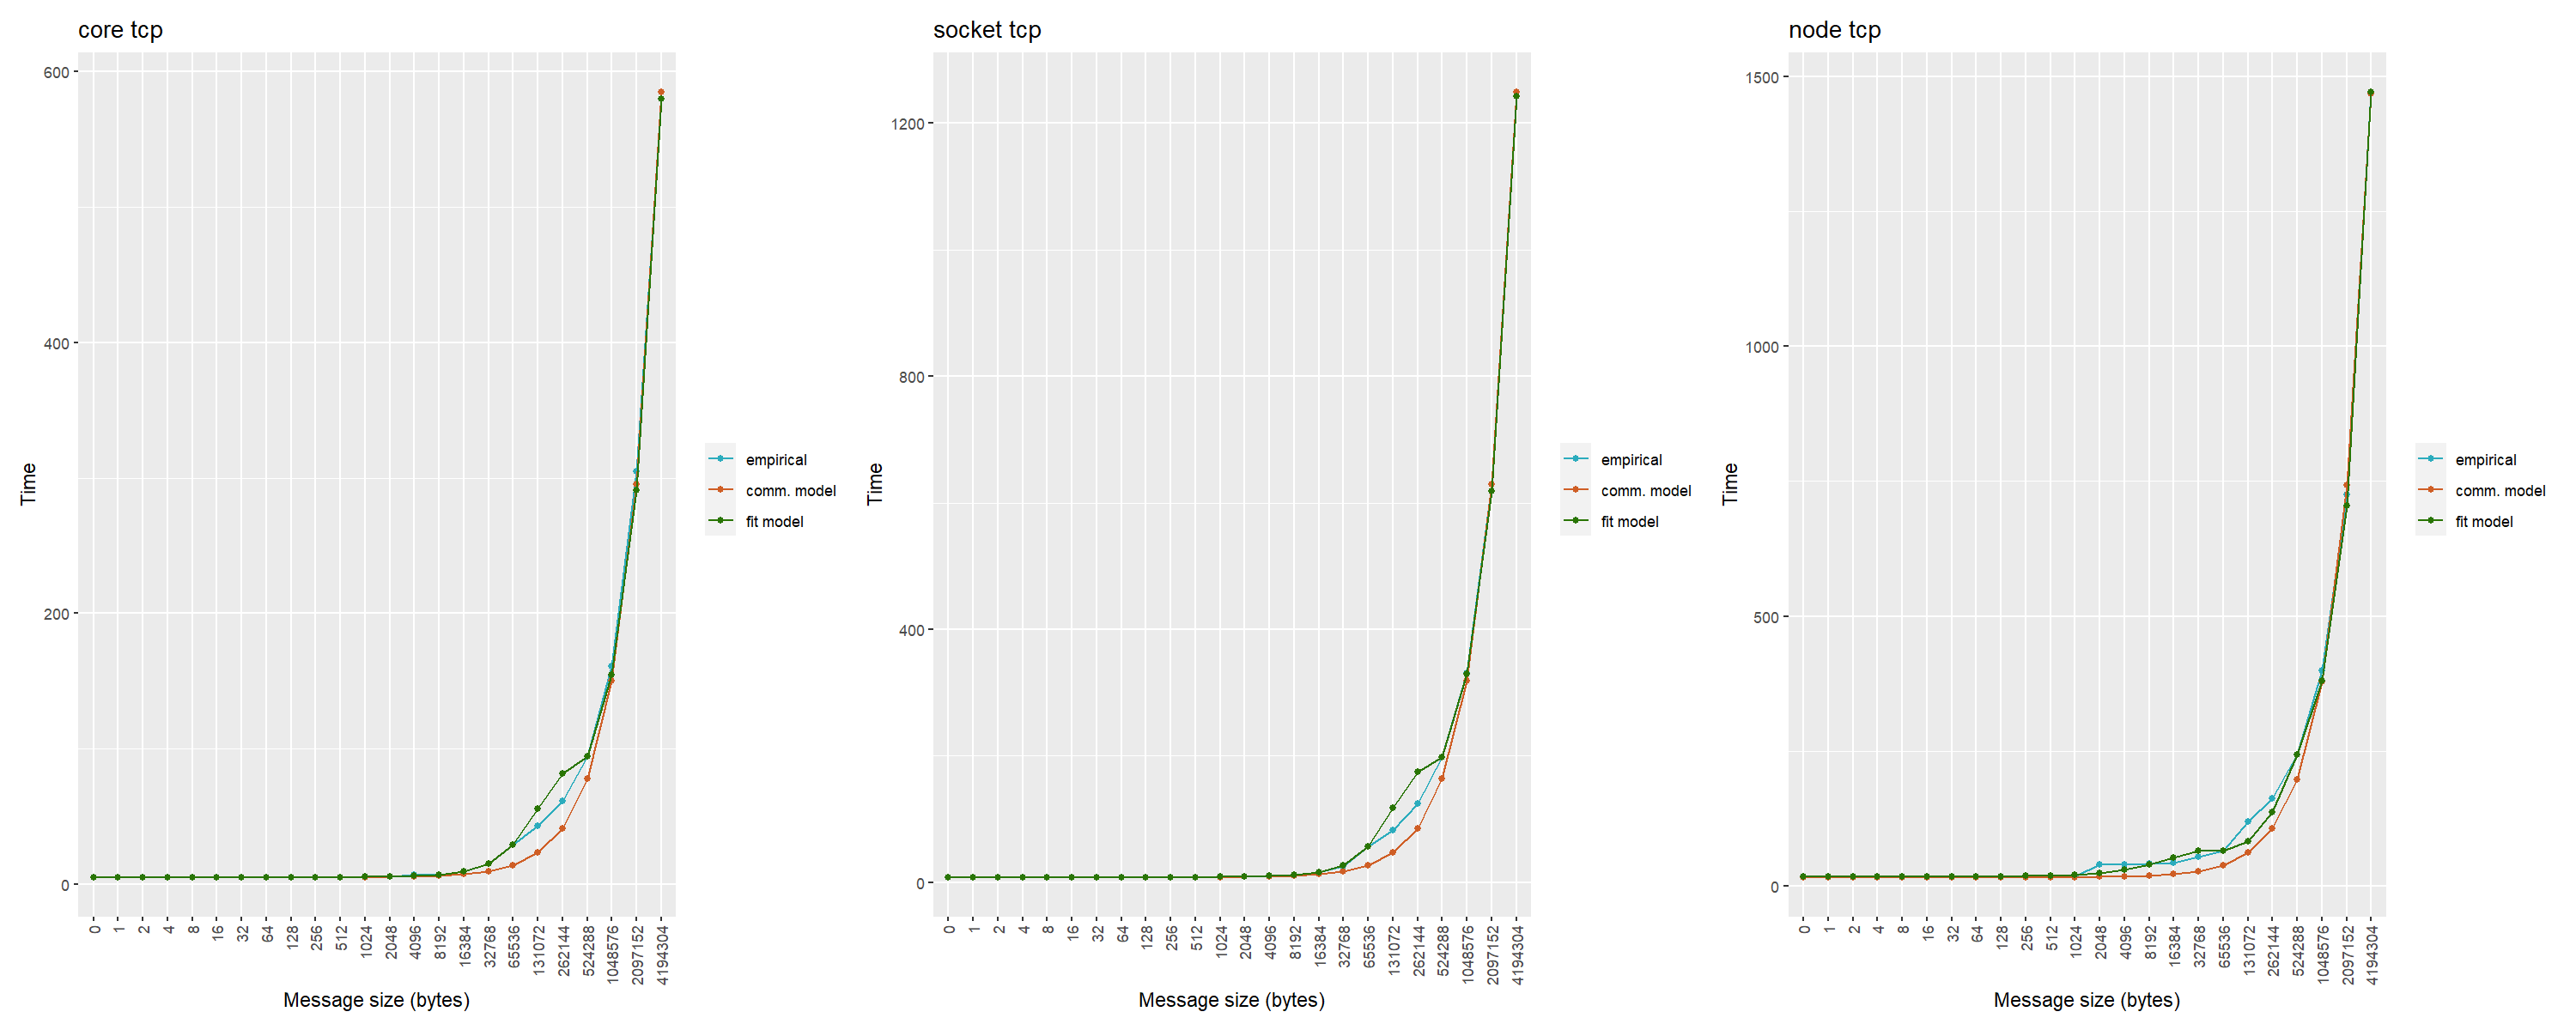 core tcp
600
400
200
0
Time
0 1 2 4 8 16 32 64 128 256 512 1024 2048 4096 8192 16384 32768 65536 131072 262144 524288 1048576 2097152 4194304
Message size (bytes)
empirical
comm. model
fit model
socket tcp
1200
800
400
0
Time
0 1 2 4 8 16 32 64 128 256 512 1024 2048 4096 8192 16384 32768 65536 131072 262144 524288 1048576 2097152 4194304
Message size (bytes)
empirical
comm. model
fit model
node tcp
1500
1000
500
0
Time
0 1 2 4 8 16 32 64 128 256 512 1024 2048 4096 8192 16384 32768 65536 131072 262144 524288 1048576 2097152 4194304
Message size (bytes)
empirical
comm. model
fit model